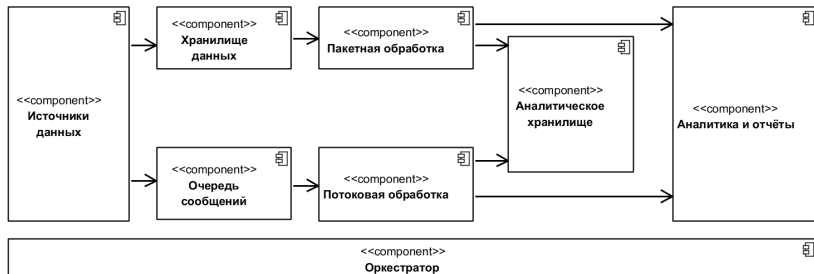 <<component>>
Источники
данных
<<component>>
Хранилище
данных
<<component>>
Пакетная обработка
<<component>>
Аналитическое
хранилище
<<component>>
Аналитика и отчёты
<<component>>
Очередь
сообщений
<<component>>
Потоковая обработка
<<component>>
Оркестратор